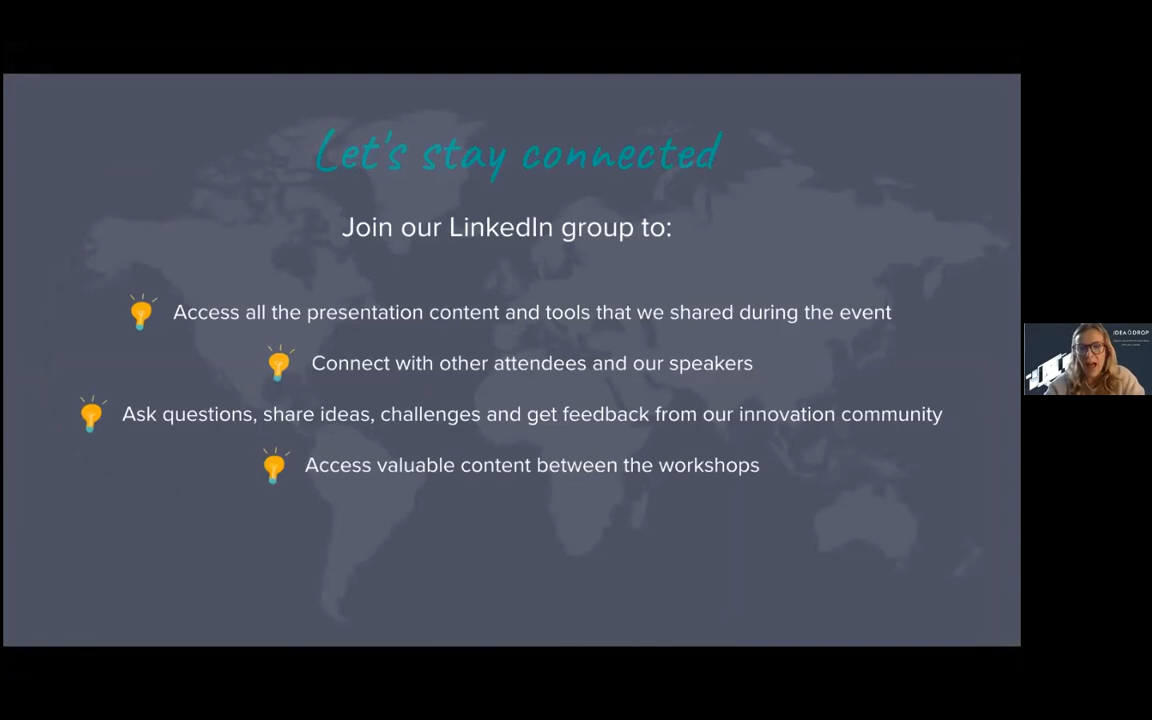 Let's stay connected
Join our LinkedIn group to:
Access all the presentation content and tools that we shared during the event
Connect with other attendees and our speakers
Ask questions, share ideas, challenges and get feedback from our innovation community
Access valuable content between the workshops
IDEA DROP